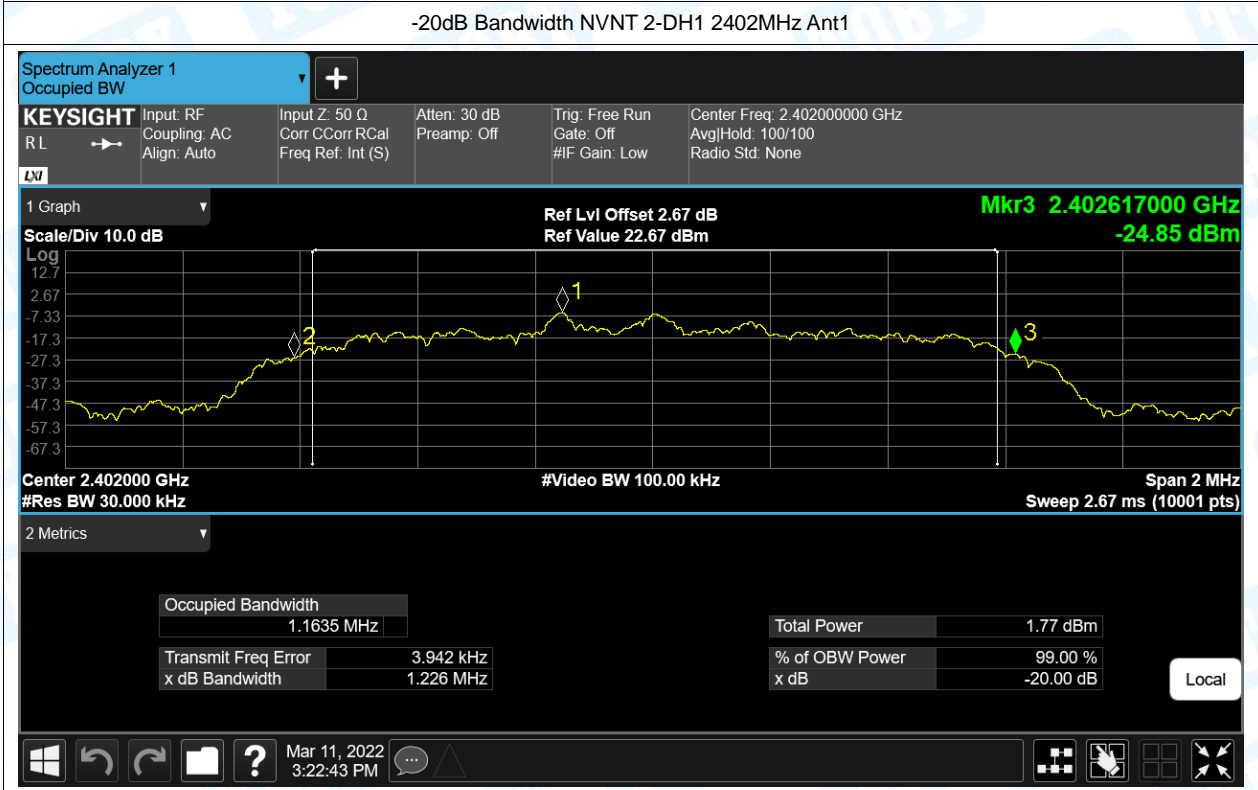 -20dB Bandwidth NVNT 2-DH1 2402MHz Ant1
Spectrum Analyzer 1
Occupied BW
KEYSIGHT
R L
LXI
Input: RF
Coupling: AC
Align: Auto
Input Z: 50 Ω
Corr CCorr RCal
Freq Ref: Int (S)
Atten: 30 dB
Preamp: Off
Trig: Free Run
Gate: Off
#IF Gain: Low
Center Freq: 2.402000000 GHz
Avg|Hold: 100/100
Radio Std: None
1 Graph
Scale/Div 10.0 dB
Ref Lvl Offset 2.67 dB
Ref Value 22.67 dBm
Mkr3 2.402617000 GHz
-24.85 dBm
Log
12.7
2.67
-7.33
-17.3
-27.3
-37.3
-47.3
-57.3
-67.3
1
2
3
Center 2.402000 GHz
#Video BW 100.00 kHz
Span 2 MHz
#Res BW 30.000 kHz
Sweep 2.67 ms (10001 pts)
2 Metrics
Occupied Bandwidth
1.1635 MHz
Total Power 1.77 dBm
Transmit Freq Error 3.942 kHz
% of OBW Power 99.00 %
x dB Bandwidth 1.226 MHz
x dB -20.00 dB
Local
?
Mar 11, 2022
3:22:43 PM